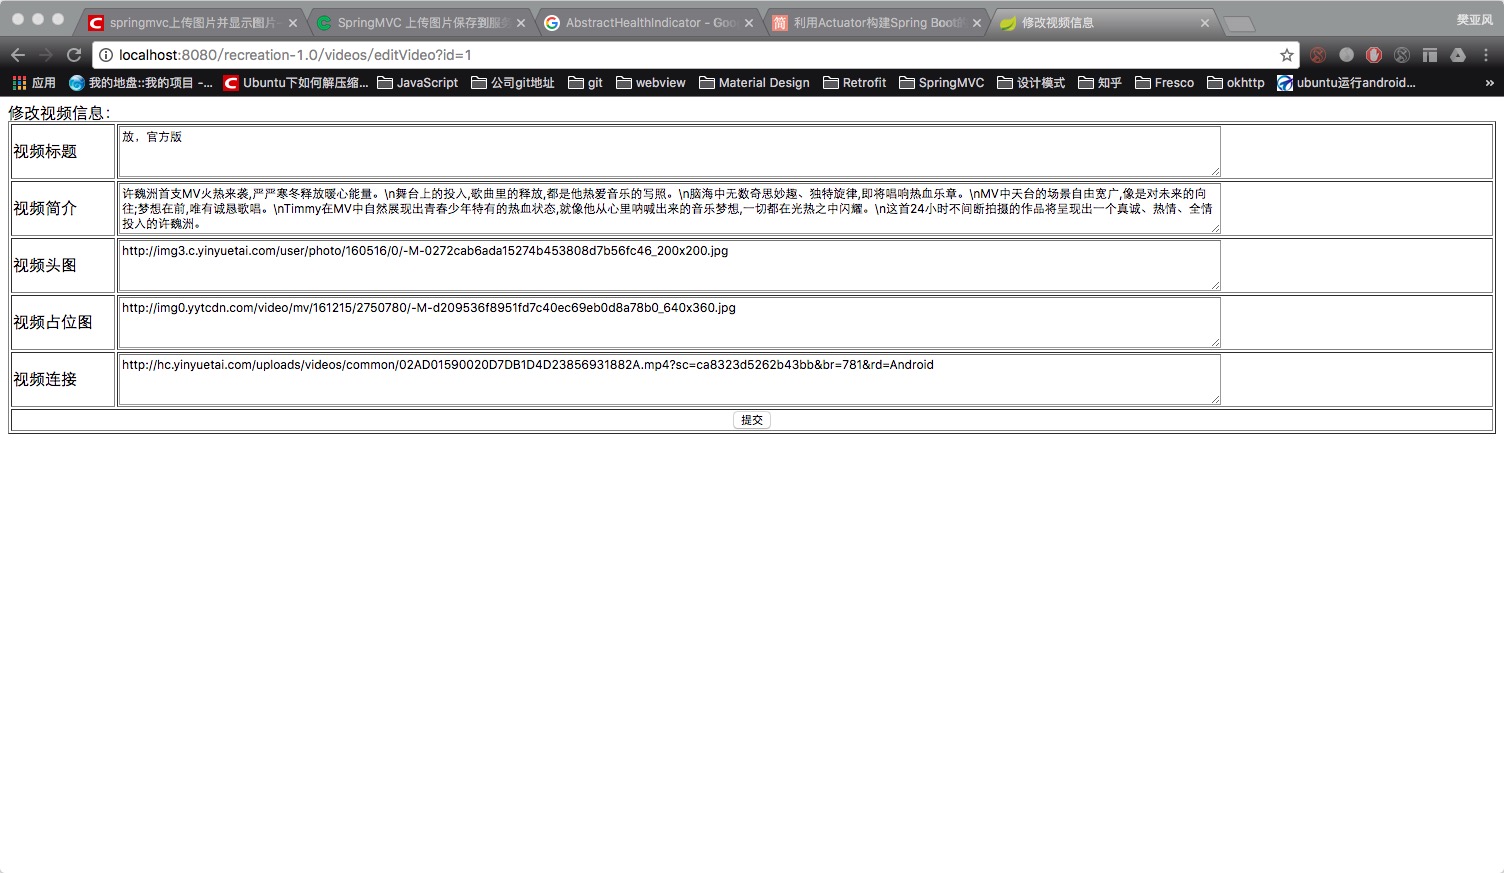 springmvc上传图片并显示图片-
SpringMVC 上传图片保存到服务
AbstractHealthIndicator - Goo
利用Actuator构建Spring Boot的
修改视频信息
樊亚风
localhost:8080/recreation-1.0/videos/editVideo?id=1
应用
我的地盘::我的项目 -...
Ubuntu下如何解压缩...
JavaScript
公司git地址
git
webview
Material Design
Retrofit
SpringMVC
设计模式
知乎
Fresco
okhttp
ubuntu运行android...
»
修改视频信息：
视频标题
放，官方版
视频简介
许魏洲首支MV火热来袭,严严寒冬释放暖心能量。\n舞台上的投入,歌曲里的释放,都是他热爱音乐的写照。\n脑海中无数奇思妙趣、独特旋律,即将唱响热血乐章。\nMV中天台的场景自由宽广,像是对未来的向
往;梦想在前,唯有诚恳歌唱。\nTimmy在MV中自然展现出青春少年特有的热血状态,就像他从心里呐喊出来的音乐梦想,一切都在光热之中闪耀。\n这首24小时不间断拍摄的作品将呈现出一个真诚、热情、全情
投入的许魏洲。
视频头图
http://img3.c.yinyuetai.com/user/photo/160516/0/-M-0272cab6ada15274b453808d7b56fc46_200x200.jpg
视频占位图
http://img0.yytcdn.com/video/mv/161215/2750780/-M-d209536f8951fd7c40ec69eb0d8a78b0_640x360.jpg
视频连接
http://hc.yinyuetai.com/uploads/videos/common/02AD01590020D7DB1D4D23856931882A.mp4?sc=ca8323d5262b43bb&br=781&rd=Android
提交